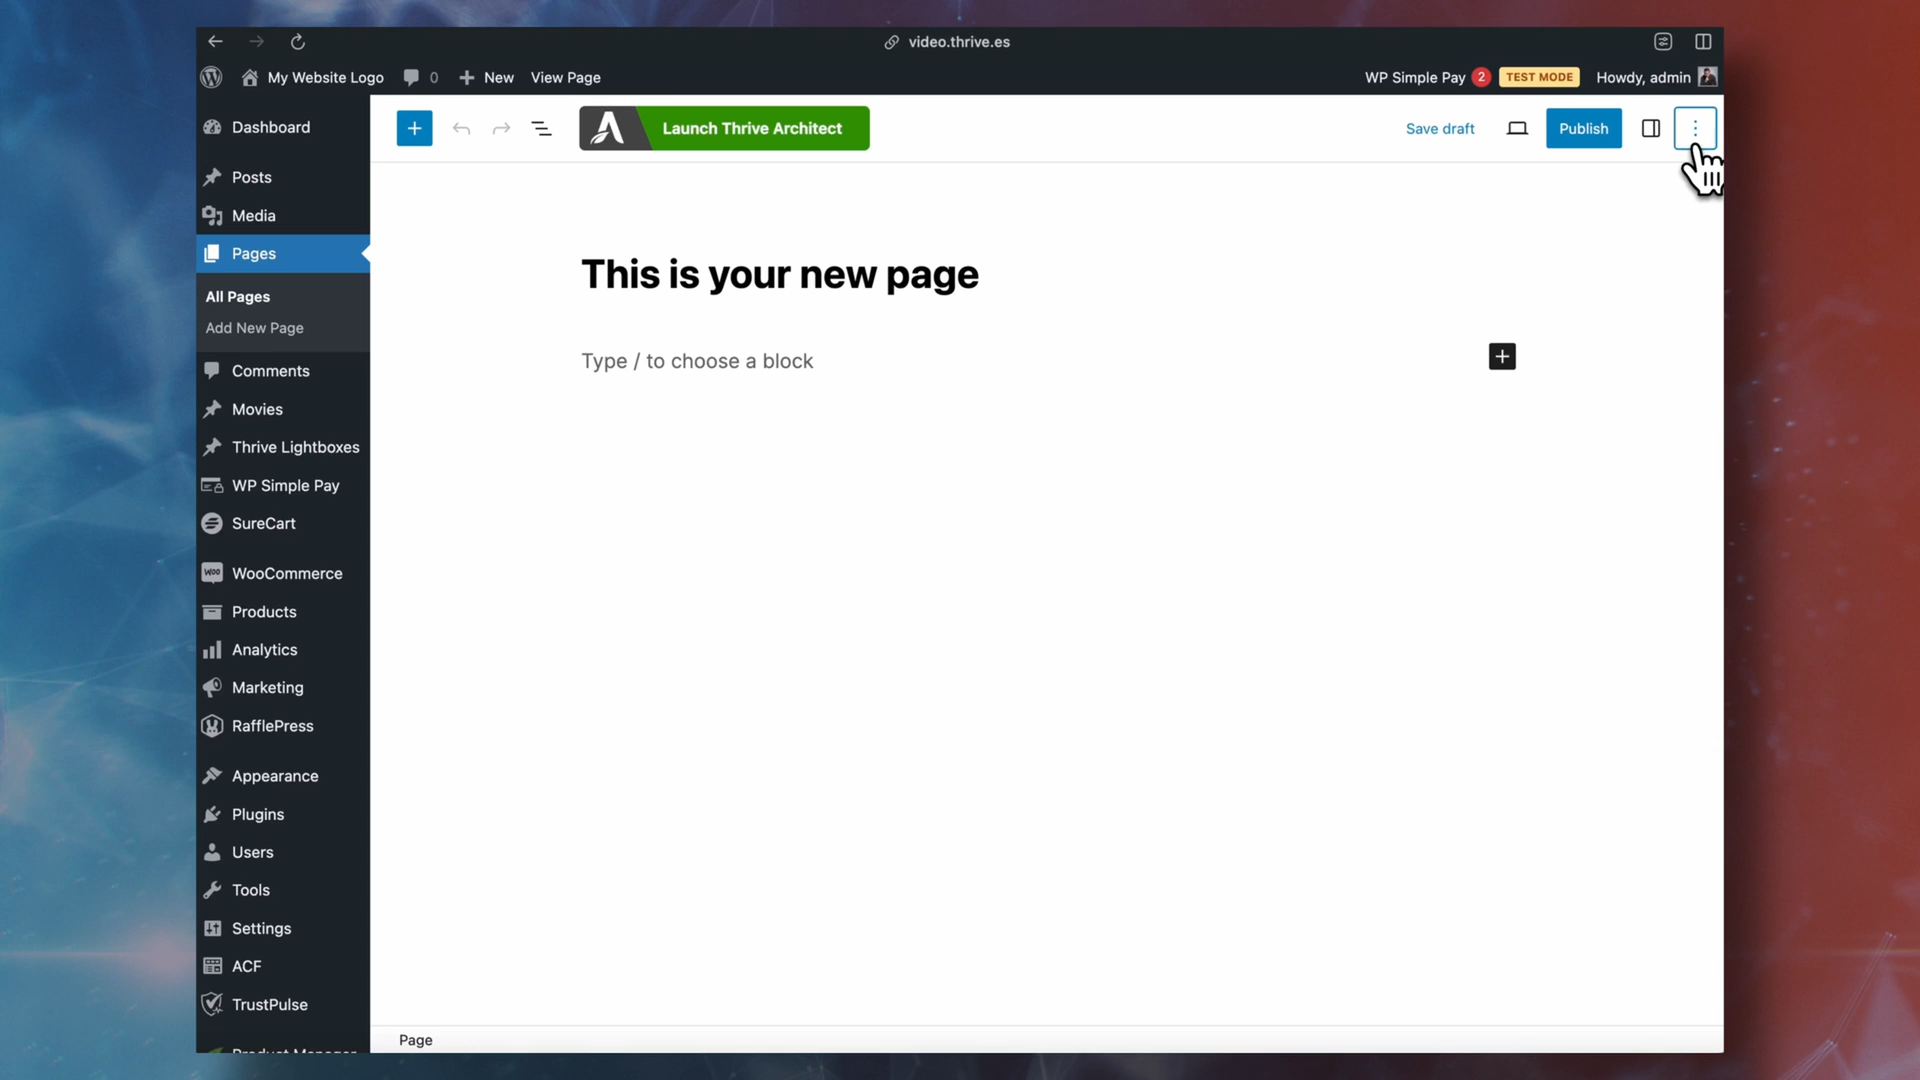 video.thrive.es
My Website Logo
0
New
View Page
WP Simple Pay
2
TEST MODE
Howdy, admin
Launch Thrive Architect
Save draft
Publish
Dashboard
Posts
Media
Pages
All Pages
Add New Page
Comments
Movies
Thrive Lightboxes
WP Simple Pay
SureCart
WooCommerce
Products
Analytics
Marketing
RafflePress
Appearance
Plugins
Users
Tools
Settings
ACF
TrustPulse
Product Manager
This is your new page
Type / to choose a block
Page